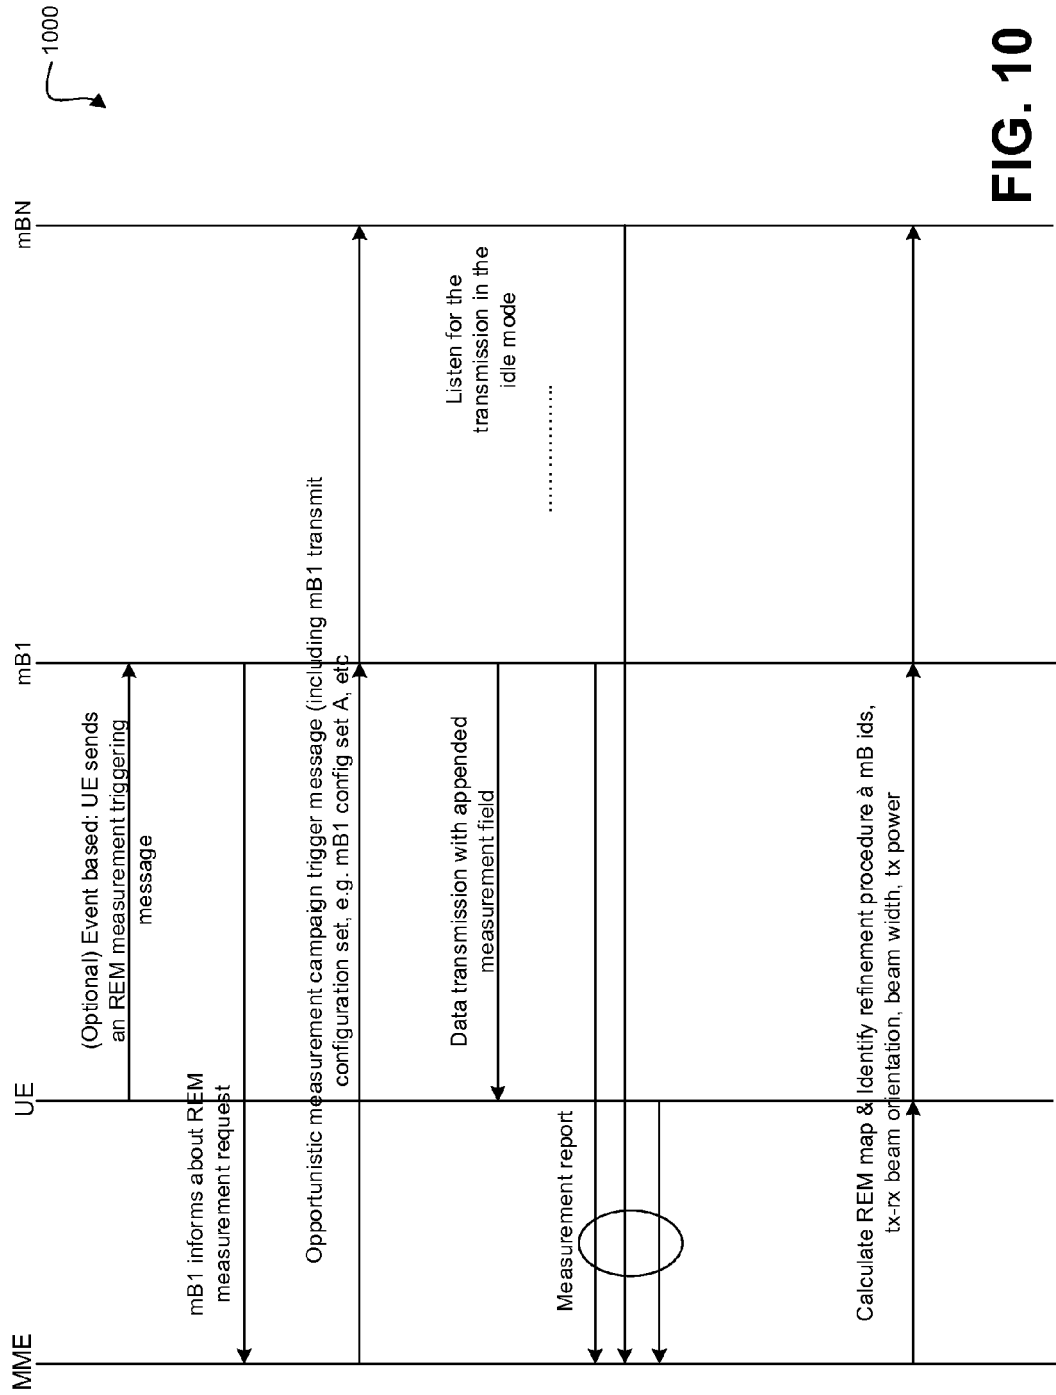 1000
MME
UE
mB1
mBN
(Optional) Event based: UE sends
an REM measurement triggering
message
mB1 informs about REM
measurement request
Opportunistic measurement campaign trigger message (including mB1 transmit
configuration set, e.g. mB1 config set A, etc
Listen for the
transmission in the
idle mode
Data transmission with appended
measurement field
Measurement report
Calculate REM map & Identify refinement procedure à mB ids,
tx-rx beam orientation, beam width, tx power
FIG. 10